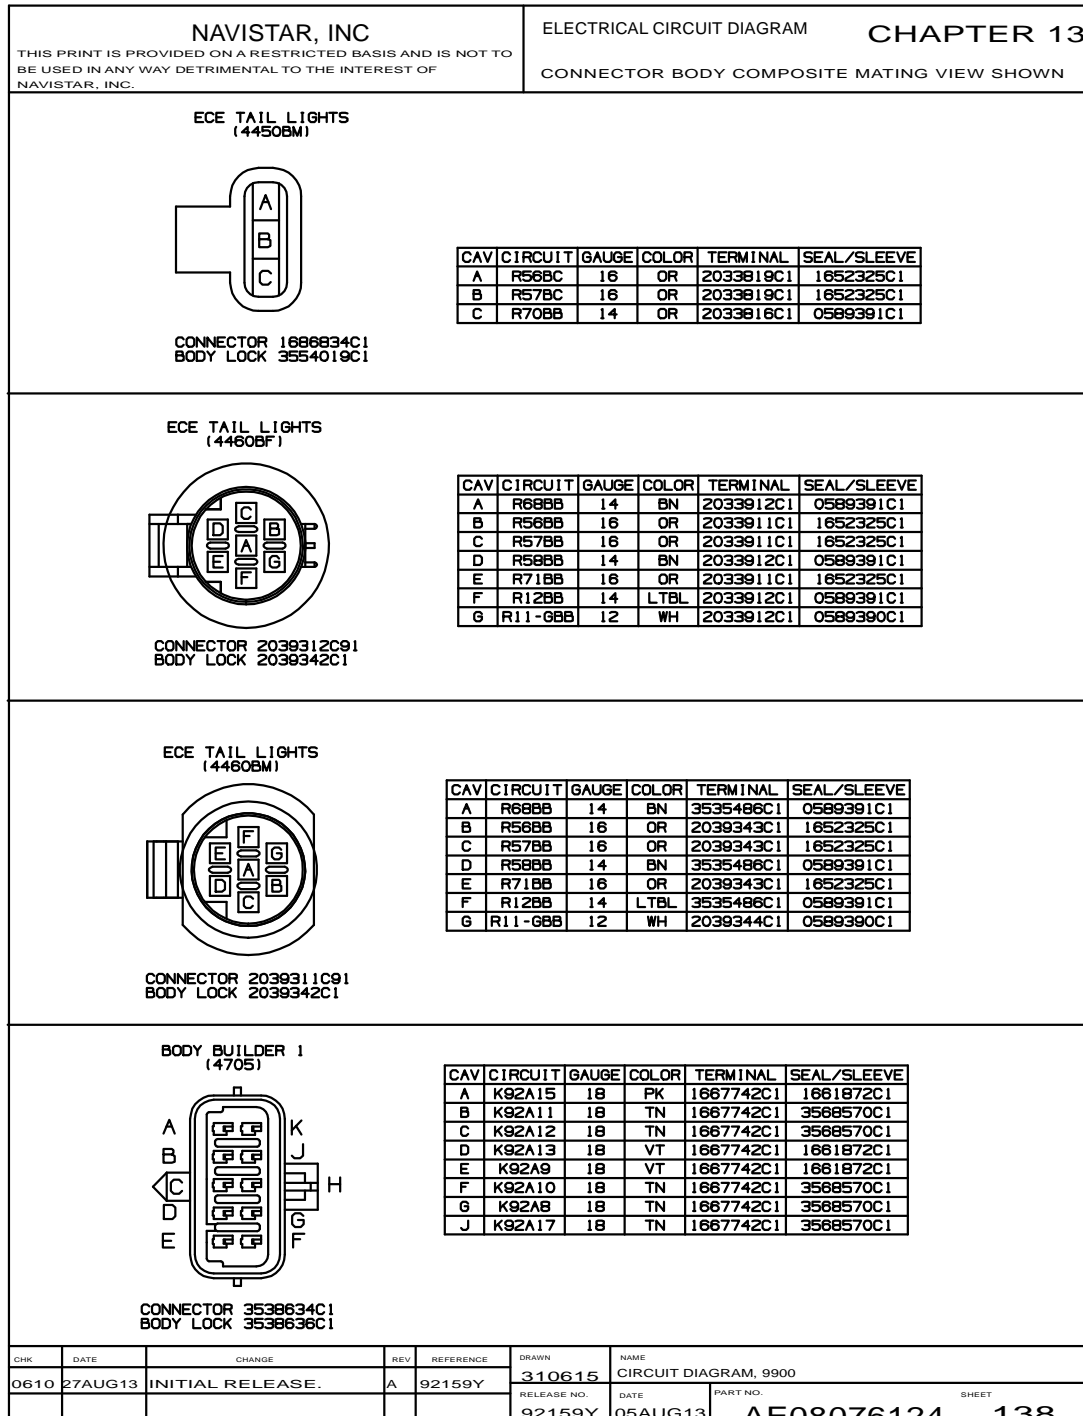 NAVISTAR, INC
THIS PRINT IS PROVIDED ON A RESTRICTED BASIS AND IS NOT TO
BE USED IN ANY WAY DETRIMENTAL TO THE INTEREST OF
NAVISTAR, INC.
ELECTRICAL CIRCUIT DIAGRAM
CHAPTER 13
CONNECTOR BODY COMPOSITE MATING VIEW SHOWN
ECE TAIL LIGHTS
(4450BM)
A
B
C
CONNECTOR 1686834C1
BODY LOCK 3554019C1
CAV CIRCUIT GAUGE COLOR TERMINAL SEAL/SLEEVE
A R56BC 16 OR 2033819C1 1652325C1
B R57BC 16 OR 2033819C1 1652325C1
C R70BB 14 OR 2033816C1 0589391C1
ECE TAIL LIGHTS
(4460BF)
C
D B
A
E G
F
CONNECTOR 2039312C91
BODY LOCK 2039342C1
CAV CIRCUIT GAUGE COLOR TERMINAL SEAL/SLEEVE
A R68BB 14 BN 2033912C1 0589391C1
B R56BB 16 OR 2033911C1 1652325C1
C R57BB 16 OR 2033911C1 1652325C1
D R58BB 14 BN 2033912C1 0589391C1
E R71BB 16 OR 2033911C1 1652325C1
F R12BB 14 LTBL 2033912C1 0589391C1
G R11-GBB 12 WH 2033912C1 0589390C1
ECE TAIL LIGHTS
(4460BM)
F
E G
A
D B
C
CONNECTOR 2039311C91
BODY LOCK 2039342C1
CAV CIRCUIT GAUGE COLOR TERMINAL SEAL/SLEEVE
A R68BB 14 BN 3535486C1 0589391C1
B R56BB 16 OR 2039343C1 1652325C1
C R57BB 16 OR 2039343C1 1652325C1
D R58BB 14 BN 3535486C1 0589391C1
E R71BB 16 OR 2039343C1 1652325C1
F R12BB 14 LTBL 3535486C1 0589391C1
G R11-GBB 12 WH 2039344C1 0589390C1
BODY BUILDER 1
(4705)
A K
B J
C H
D G
E F
CONNECTOR 3538634C1
BODY LOCK 3538636C1
CAV CIRCUIT GAUGE COLOR TERMINAL SEAL/SLEEVE
A K92A15 18 PK 1667742C1 1661872C1
B K92A11 18 TN 1667742C1 3568570C1
C K92A12 18 TN 1667742C1 3568570C1
D K92A13 18 VT 1667742C1 1661872C1
E K92A9 18 VT 1667742C1 1661872C1
F K92A10 18 TN 1667742C1 3568570C1
G K92A8 18 TN 1667742C1 3568570C1
J K92A17 18 TN 1667742C1 3568570C1
CHK DATE CHANGE REV REFERENCE
0610 27AUG13 INITIAL RELEASE. A 92159Y
DRAWN
310615
NAME
CIRCUIT DIAGRAM, 9900
RELEASE NO.
92159Y
DATE
05AUG13
PART NO.
AE08076124
SHEET
138